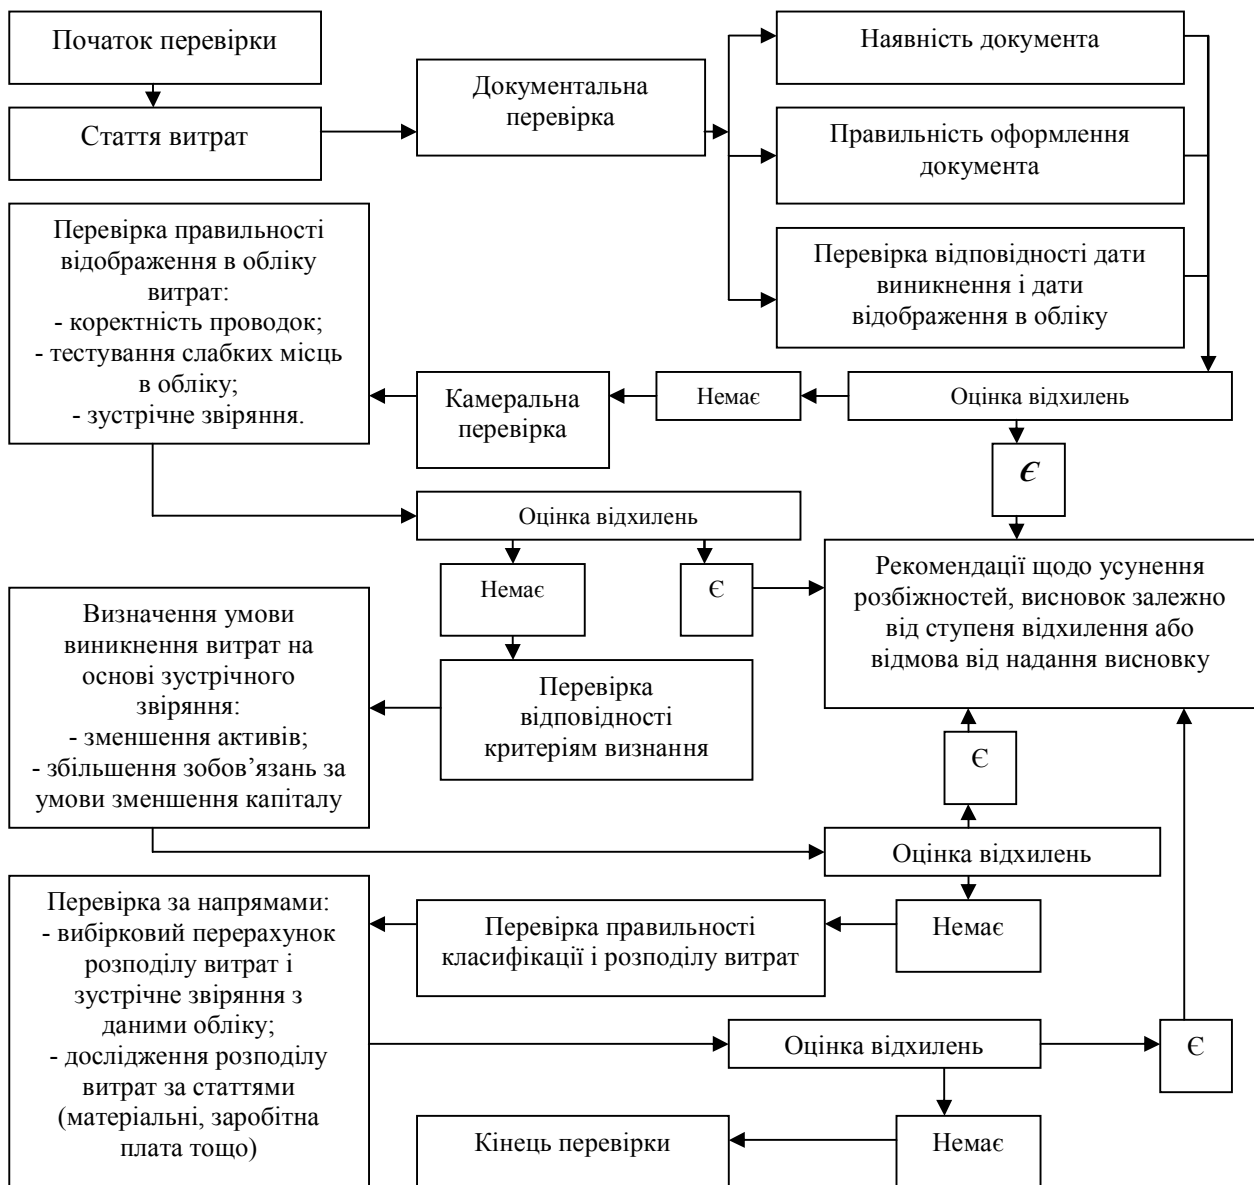 Початок перевірки
Стаття витрат
Документальна
перевірка
Наявність документа
Правильність оформлення
документа
Перевірка відповідності дати
виникнення і дати
відображення в обліку
Оцінка відхилень
Немає
Є
Камеральна
перевірка
Перевірка правильності
відображення в обліку
витрат:
- коректність проводок;
- тестування слабких місць
в обліку;
- зустрічне звіряння.
Оцінка відхилень
Немає
Є
Рекомендації щодо усунення
розбіжностей, висновок залежно
від ступеня відхилення або
відмова від надання висновку
Перевірка
відповідності
критеріям визнання
Визначення умови
виникнення витрат на
основі зустрічного
звіряння:
- зменшення активів;
- збільшення зобов’язань за
умови зменшення капіталу
Є
Оцінка відхилень
Немає
Перевірка правильності
класифікації і розподілу витрат
Перевірка за напрямами:
- вибірковий перерахунок
розподілу витрат і
зустрічне звіряння з
даними обліку;
- дослідження розподілу
витрат за статтями
(матеріальні, заробітна
плата тощо)
Оцінка відхилень
Є
Немає
Кінець перевірки